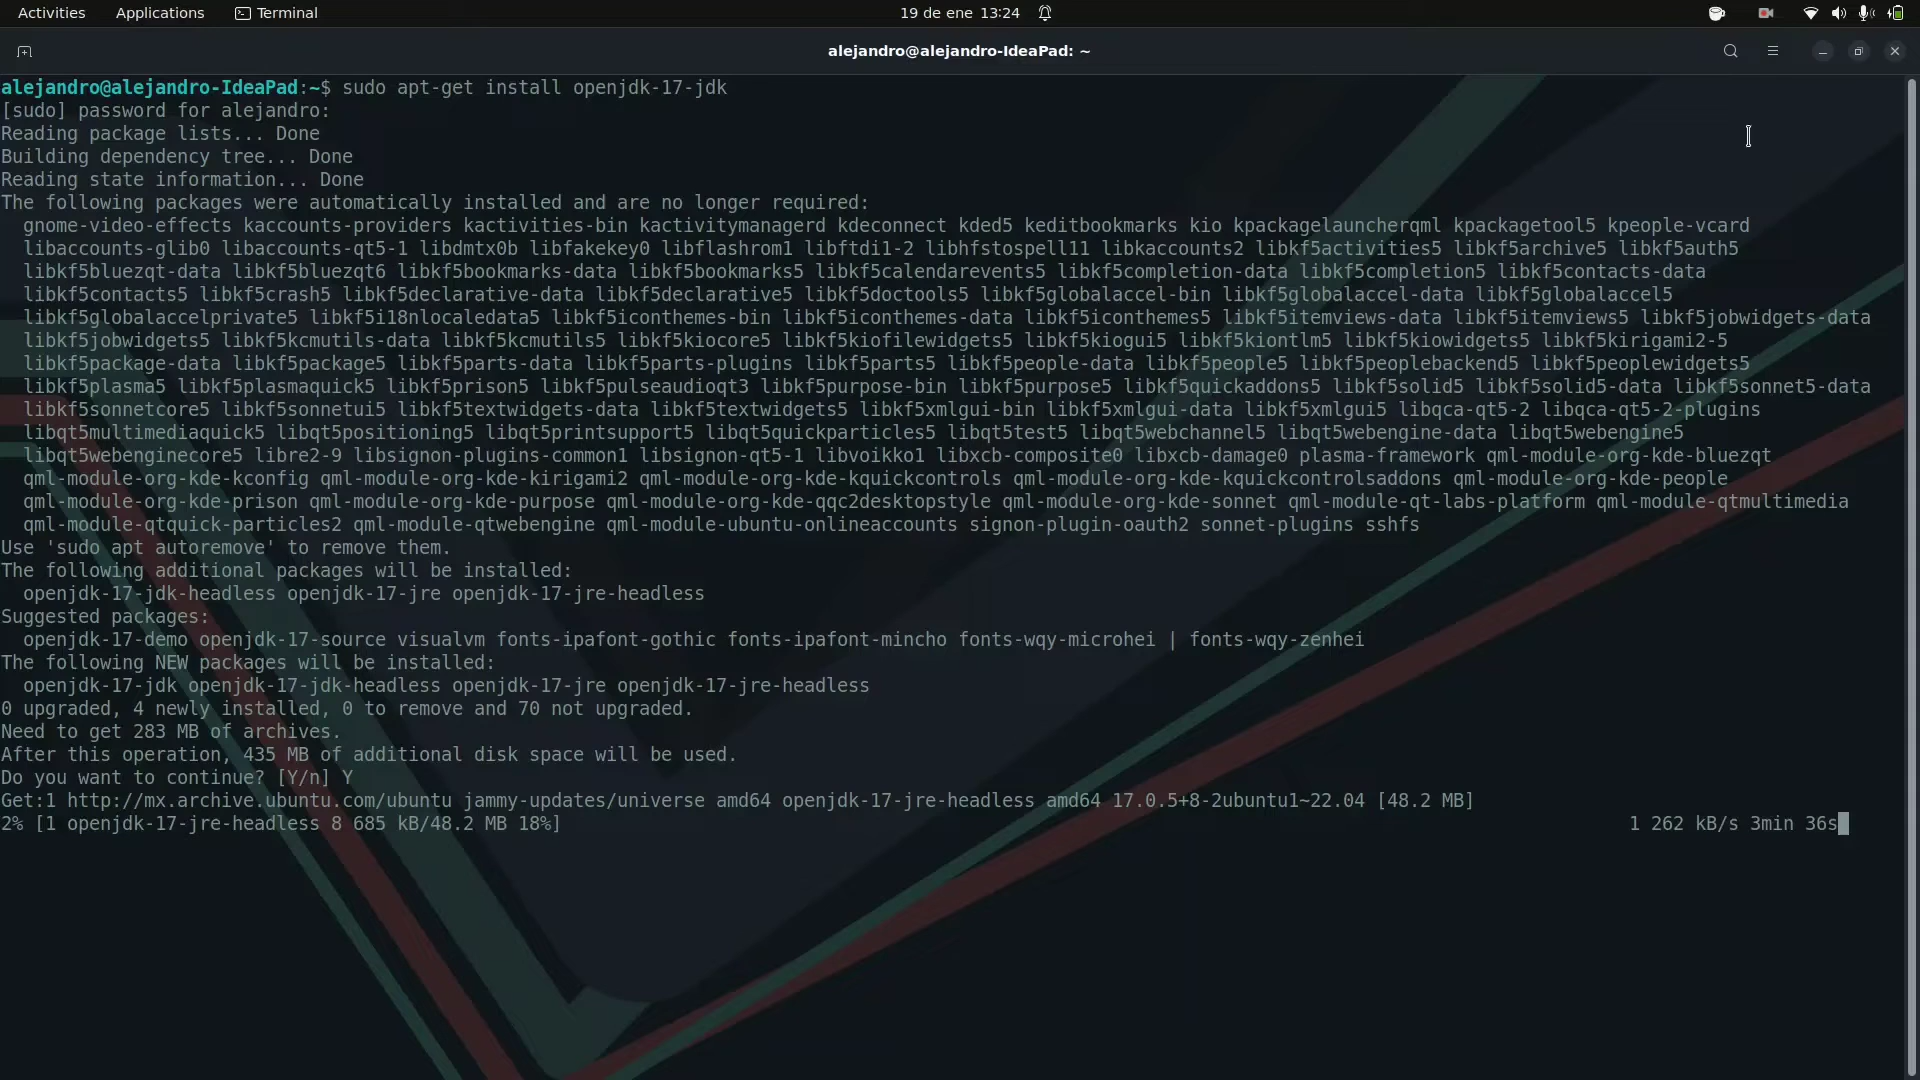 Activities Applications Terminal 19 de ene 13:24
alejandro@alejandro-IdeaPad: ~
alejandro@alejandro-IdeaPad:~$ sudo apt-get install openjdk-17-jdk
[sudo] password for alejandro:
Reading package lists... Done
Building dependency tree... Done
Reading state information... Done
The following packages were automatically installed and are no longer required:
gnome-video-effects kaccounts-providers kactivities-bin kactivitymanagerd kdeconnect kded5 keditbookmarks kio kpackagelauncherqml kpackagetool5 kpeople-vcard
libaccounts-glib0 libaccounts-qt5-1 libdmtx0b libfakekey0 libflashrom1 libftdi1-2 libhfstospell11 libkaccounts2 libkf5activities5 libkf5archive5 libkf5auth5
libkf5bluezqt-data libkf5bluezqt6 libkf5bookmarks-data libkf5bookmarks5 libkf5calendarevents5 libkf5completion-data libkf5completion5 libkf5contacts-data
libkf5contacts5 libkf5crash5 libkf5declarative-data libkf5declarative5 libkf5doctools5 libkf5globalaccel-bin libkf5globalaccel-data libkf5globalaccel5
libkf5globalaccelprivate5 libkf5i18nlocaledata5 libkf5iconthemes-bin libkf5iconthemes-data libkf5iconthemes5 libkf5itemviews-data libkf5itemviews5 libkf5jobwidgets-data
libkf5jobwidgets5 libkf5kcmutils-data libkf5kcmutils5 libkf5kiocore5 libkf5kiofilewidgets5 libkf5kiogui5 libkf5kiontlm5 libkf5kiowidgets5 libkf5kirigami2-5
libkf5package-data libkf5package5 libkf5parts-data libkf5parts-plugins libkf5parts5 libkf5people-data libkf5people5 libkf5peoplebackend5 libkf5peoplewidgets5
libkf5plasma5 libkf5plasmaquick5 libkf5prison5 libkf5pulseaudioqt3 libkf5purpose-bin libkf5purpose5 libkf5quickaddons5 libkf5solid5 libkf5solid5-data libkf5sonnet5-data
libkf5sonnetcore5 libkf5sonnetui5 libkf5textwidgets-data libkf5textwidgets5 libkf5xmlgui-bin libkf5xmlgui-data libkf5xmlgui5 libqca-qt5-2 libqca-qt5-2-plugins
libqt5multimediaquick5 libqt5positioning5 libqt5printsupport5 libqt5quickparticles5 libqt5test5 libqt5webchannel5 libqt5webengine-data libqt5webengine5
libqt5webenginecore5 libre2-9 libsignon-plugins-common1 libsignon-qt5-1 libvoikko1 libxcb-composite0 libxcb-damage0 plasma-framework qml-module-org-kde-bluezqt
qml-module-org-kde-kconfig qml-module-org-kde-kirigami2 qml-module-org-kde-kquickcontrols qml-module-org-kde-kquickcontrolsaddons qml-module-org-kde-people
qml-module-org-kde-prison qml-module-org-kde-purpose qml-module-org-kde-qqc2desktopstyle qml-module-org-kde-sonnet qml-module-qt-labs-platform qml-module-qtmultimedia
qml-module-qtquick-particles2 qml-module-qtwebengine qml-module-ubuntu-onlineaccounts signon-plugin-oauth2 sonnet-plugins sshfs
Use 'sudo apt autoremove' to remove them.
The following additional packages will be installed:
openjdk-17-jdk-headless openjdk-17-jre openjdk-17-jre-headless
Suggested packages:
openjdk-17-demo openjdk-17-source visualvm fonts-ipafont-gothic fonts-ipafont-mincho fonts-wqy-microhei | fonts-wqy-zenhei
The following NEW packages will be installed:
openjdk-17-jdk openjdk-17-jdk-headless openjdk-17-jre openjdk-17-jre-headless
0 upgraded, 4 newly installed, 0 to remove and 70 not upgraded.
Need to get 283 MB of archives.
After this operation, 435 MB of additional disk space will be used.
Do you want to continue? [Y/n] Y
Get:1 http://mx.archive.ubuntu.com/ubuntu jammy-updates/universe amd64 openjdk-17-jre-headless amd64 17.0.5+8-2ubuntu1~22.04 [48.2 MB]
2% [1 openjdk-17-jre-headless 8 685 kB/48.2 MB 18%] 1 262 kB/s 3min 36s